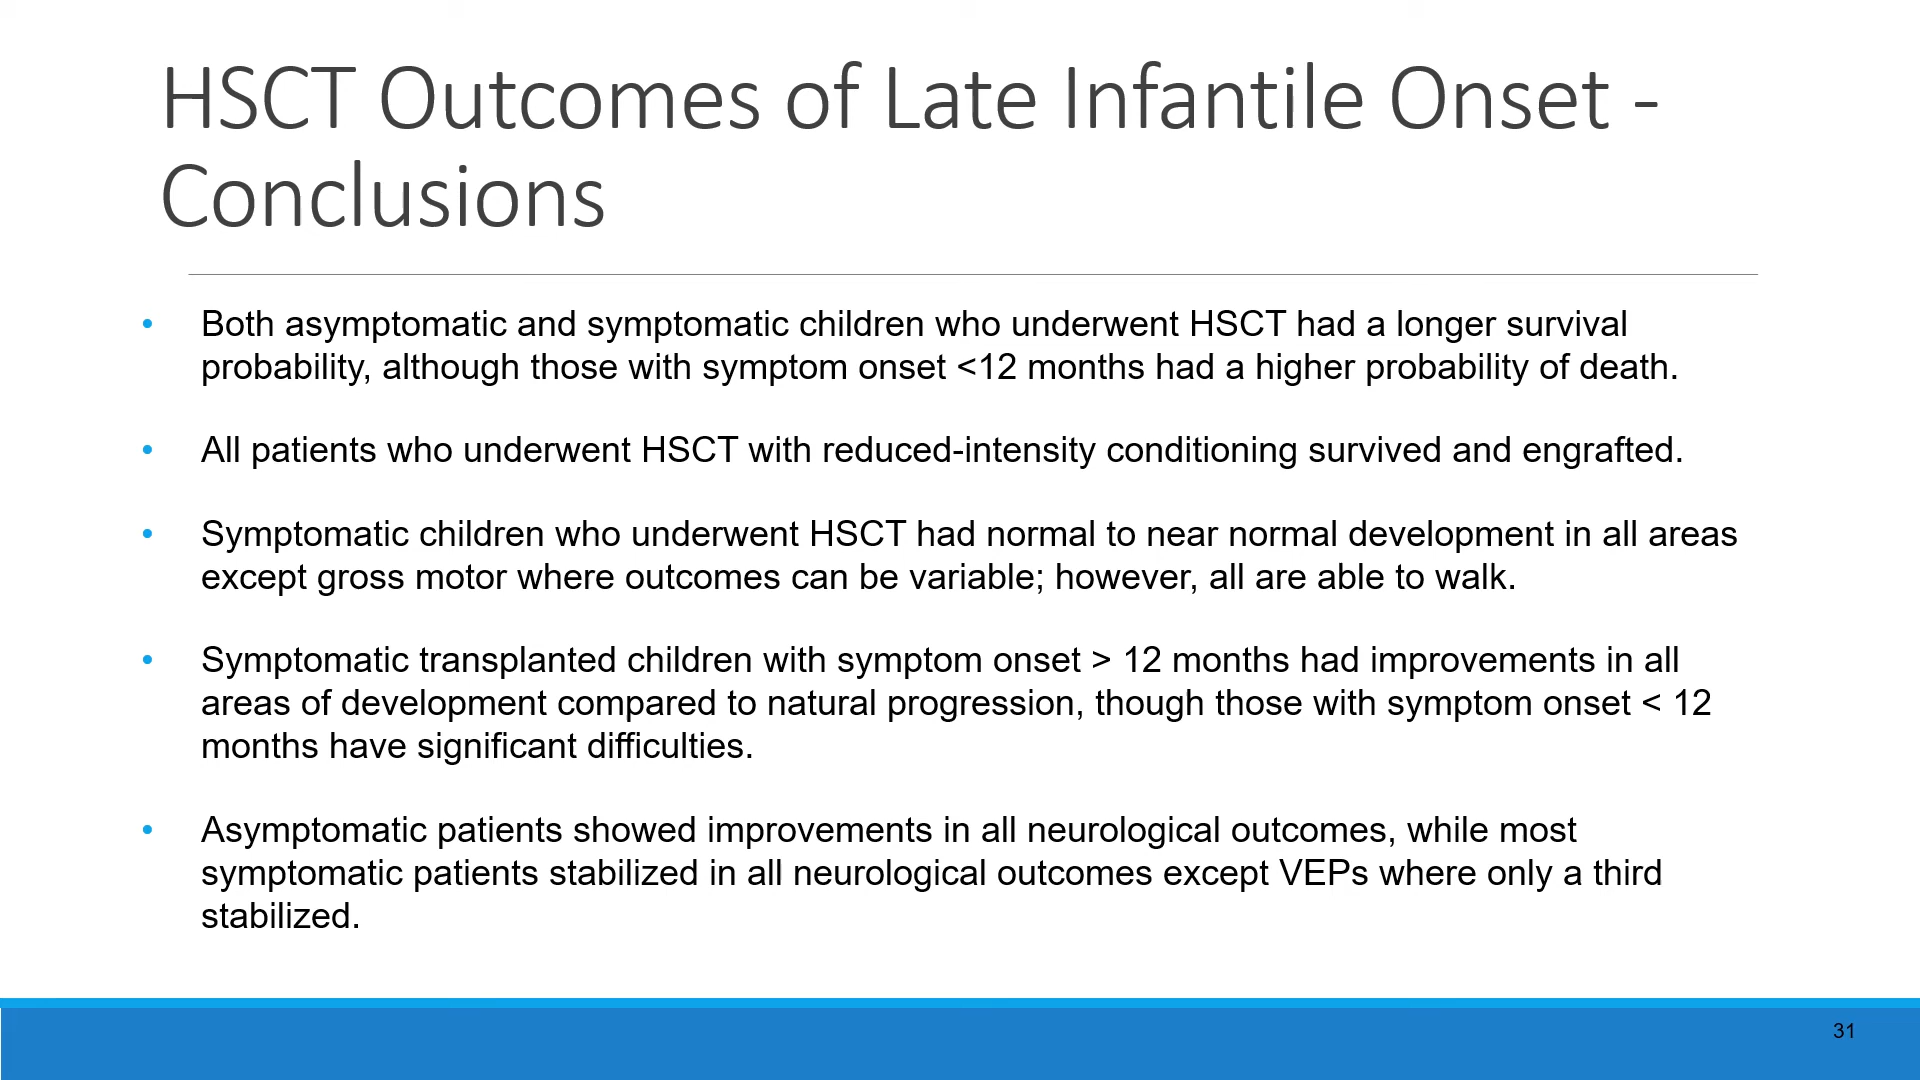 HSCT Outcomes of Late Infantile Onset -
Conclusions
• Both asymptomatic and symptomatic children who underwent HSCT had a longer survival
probability, although those with symptom onset <12 months had a higher probability of death.
• All patients who underwent HSCT with reduced-intensity conditioning survived and engrafted.
• Symptomatic children who underwent HSCT had normal to near normal development in all areas
except gross motor where outcomes can be variable; however, all are able to walk.
• Symptomatic transplanted children with symptom onset > 12 months had improvements in all
areas of development compared to natural progression, though those with symptom onset < 12
months have significant difficulties.
• Asymptomatic patients showed improvements in all neurological outcomes, while most
symptomatic patients stabilized in all neurological outcomes except VEPs where only a third
stabilized.
31